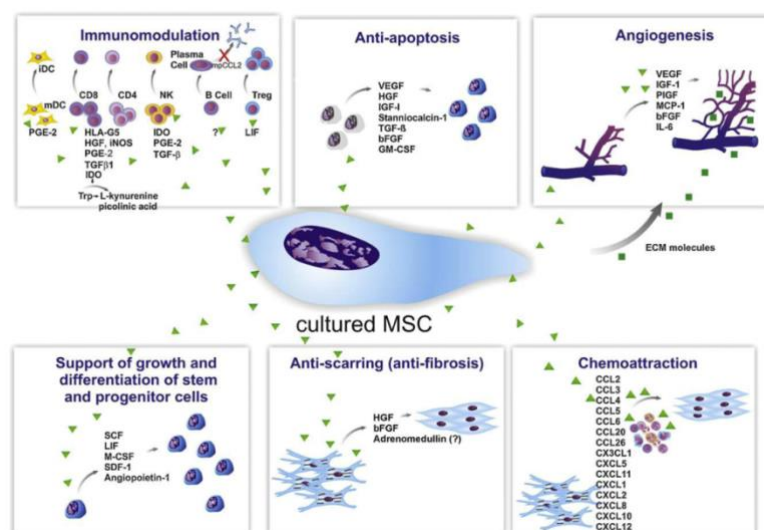 Immunomodulation
iDC
mDC
PGE-2
CD8
HLA-G5
HGF, iNOS
PGE-2
TGFβ1
IDO
Trp→L-kynurenine
picolinic acid
CD4
NK
IDO
PGE-2
TGF-β
Plasma
Cell
mpCCL2
B Cell
?
Treg
LIF
Anti-apoptosis
VEGF
HGF
IGF-I
Stanniocalcin-1
TGF-ß
bFGF
GM-CSF
Angiogenesis
VEGF
IGF-1
PIGF
MCP-1
bFGF
IL-6
ECM molecules
cultured MSC
Support of growth and
differentiation of stem
and progenitor cells
SCF
LIF
M-CSF
SDF-1
Angiopoietin-1
Anti-scarring (anti-fibrosis)
HGF
bFGF
Adrenomedullin (?)
Chemoattraction
CCL2
CCL3
CCL4
CCL5
CCL6
CCL20
CCL26
CX3CL1
CXCL5
CXCL11
CXCL1
CXCL2
CXCL8
CXCL10
CXCL12